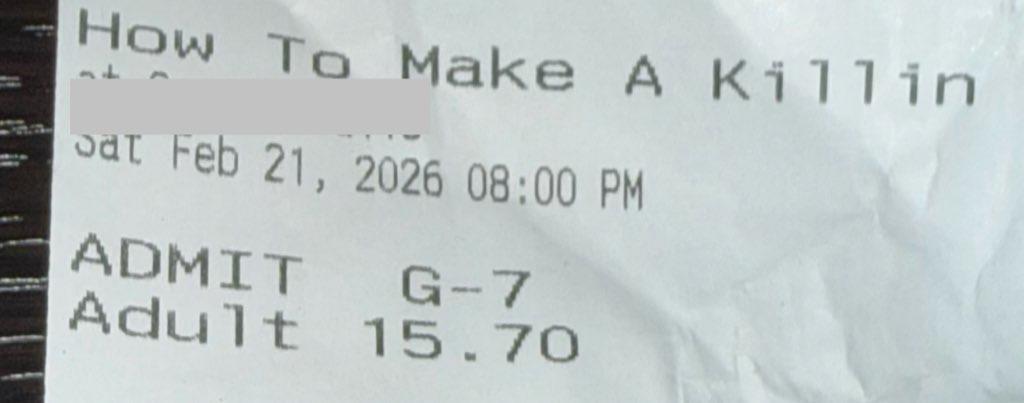 How To Make A Killin
Sat Feb 21, 2026 08:00 PM
ADMIT G-7
Adult 15.70